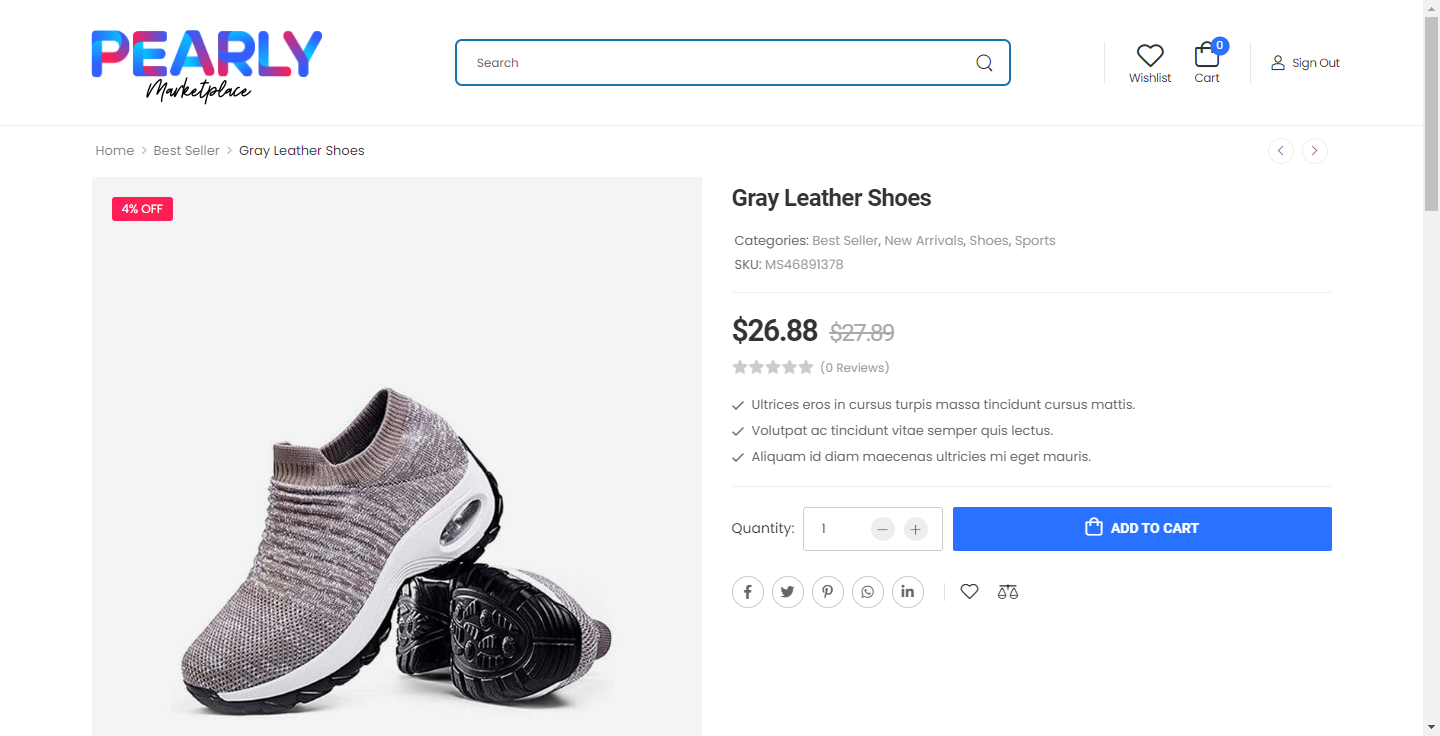 PEARLY
Marketplace
Search
Wishlist
0
Cart
Sign Out
Home > Best Seller > Gray Leather Shoes
4% OFF
Gray Leather Shoes
Categories: Best Seller, New Arrivals, Shoes, Sports
SKU: MS46891378
$26.88 $27.89
(0 Reviews)
Ultrices eros in cursus turpis massa tincidunt cursus mattis.
Volutpat ac tincidunt vitae semper quis lectus.
Aliquam id diam maecenas ultricies mi eget mauris.
Quantity: 1 − +
ADD TO CART